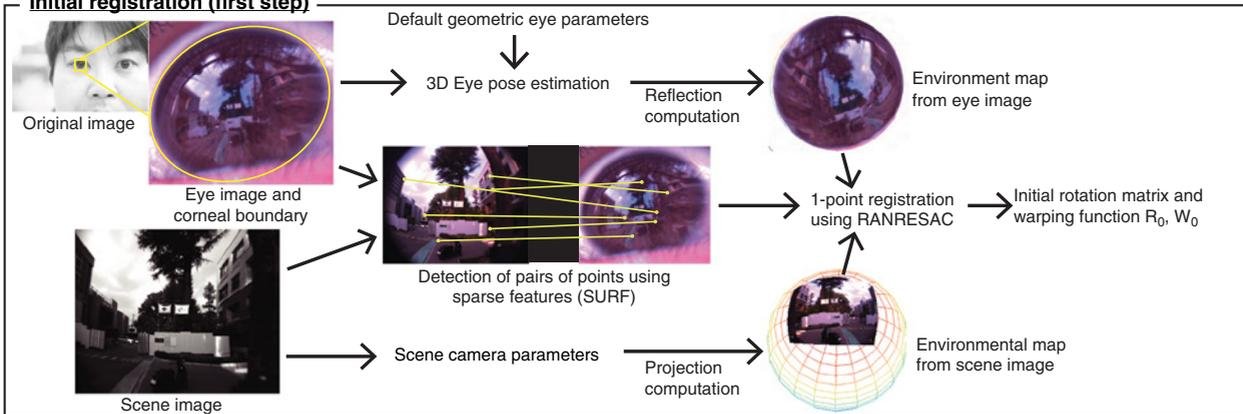 Initial registration (first step)
Default geometric eye parameters
3D Eye pose estimation
Reflection
computation
Environment map
from eye image
Original image
Eye image and
corneal boundary
1-point registration
using RANRESAC
Initial rotation matrix and
warping function R₀, W₀
Detection of pairs of points using
sparse features (SURF)
Scene camera parameters
Projection
computation
Environmental map
from scene image
Scene image